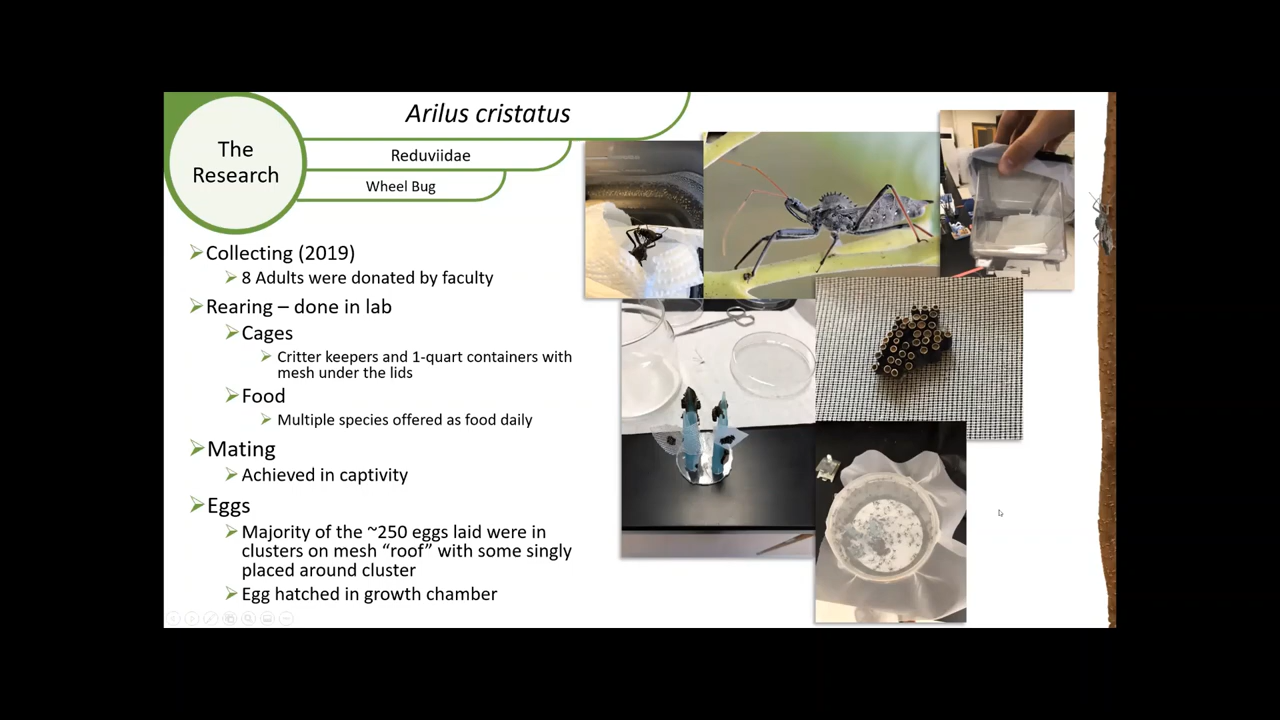 Arilus cristatus
The
Research
Reduviidae
Wheel Bug
Collecting (2019)
8 Adults were donated by faculty
Rearing – done in lab
Cages
Critter keepers and 1-quart containers with
mesh under the lids
Food
Multiple species offered as food daily
Mating
Achieved in captivity
Eggs
Majority of the ~250 eggs laid were in
clusters on mesh “roof” with some singly
placed around cluster
Egg hatched in growth chamber